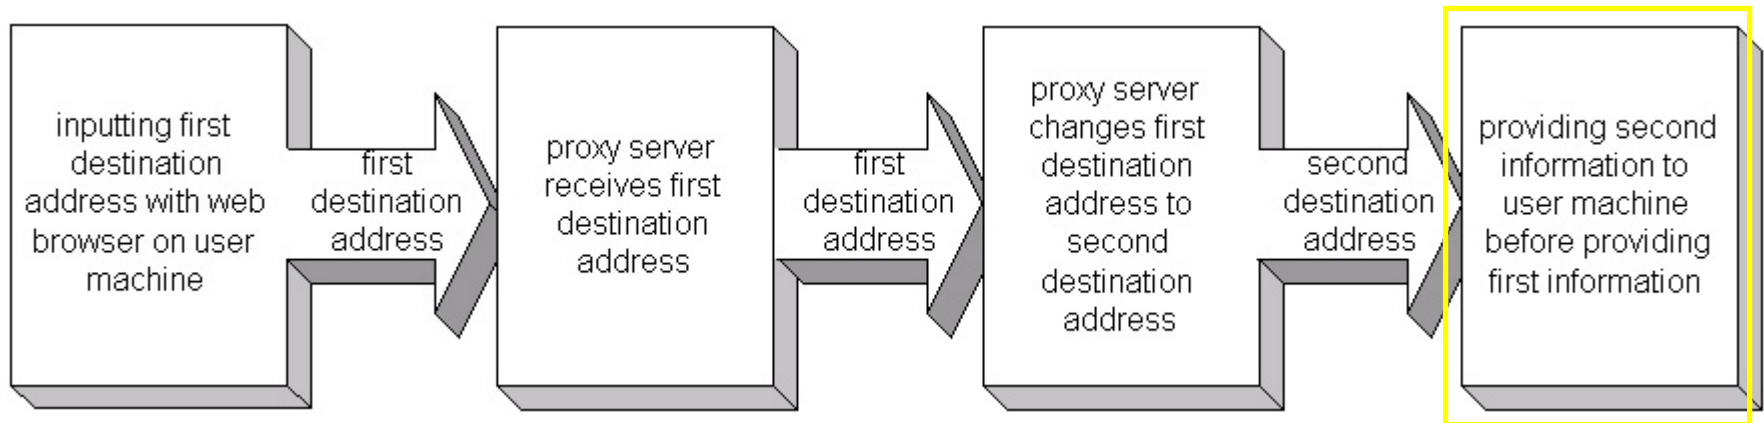 inputting first
destination
address with web
browser on user
machine
first
destination
address
proxy server
receives first
destination
address
first
destination
address
proxy server
changes first
destination
address to
second
destination
address
second
destination
address
providing second
information to
user machine
before providing
first information